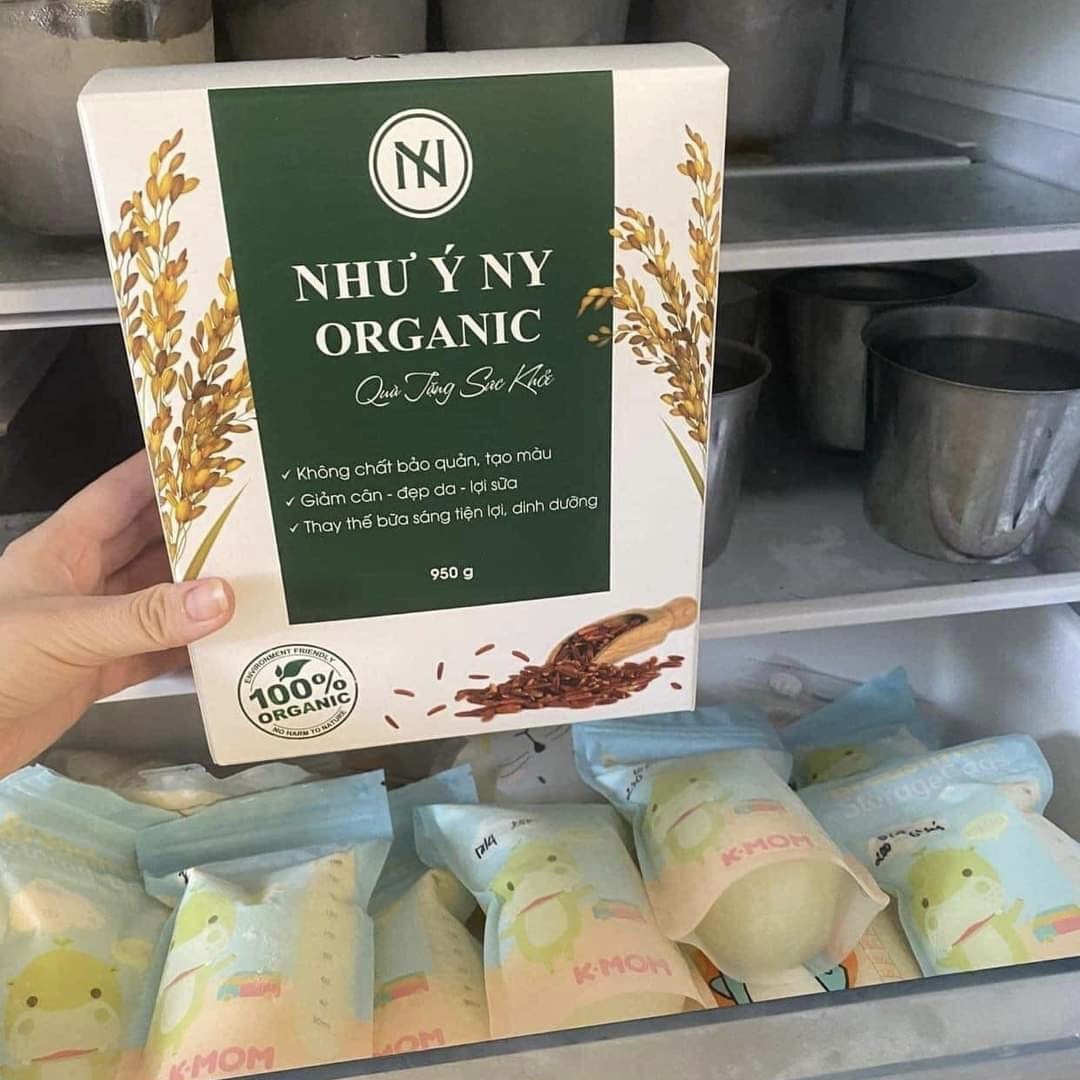 NY
NHƯ Ý NY
ORGANIC
Quà Tặng Sức Khỏe
✓ Không chất bảo quản, tạo màu
✓ Giảm cân - đẹp da - lợi sữa
✓ Thay thế bữa sáng tiện lợi, dinh dưỡng
950 g
ENVIRONMENT FRIENDLY
100%
ORGANIC
NO HARM TO NATURE
Storage
K-MOM
K-MOM
K-MOM
MOM